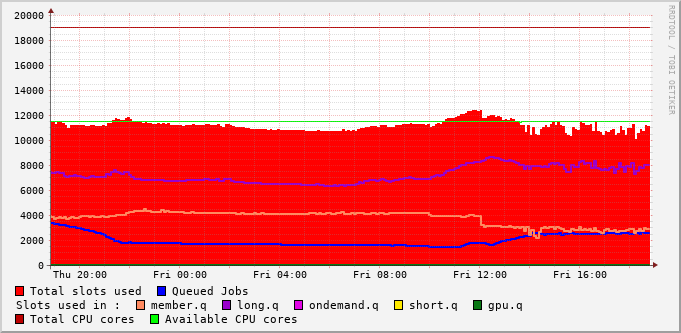 20000
18000
16000
14000
12000
10000
8000
6000
4000
2000
0
Thu 20:00 Fri 00:00 Fri 04:00 Fri 08:00 Fri 12:00 Fri 16:00
RRDTOOL / TOBI OETIKER
Total slots used Queued Jobs
Slots used in : member.q long.q ondemand.q short.q gpu.q
Total CPU cores Available CPU cores